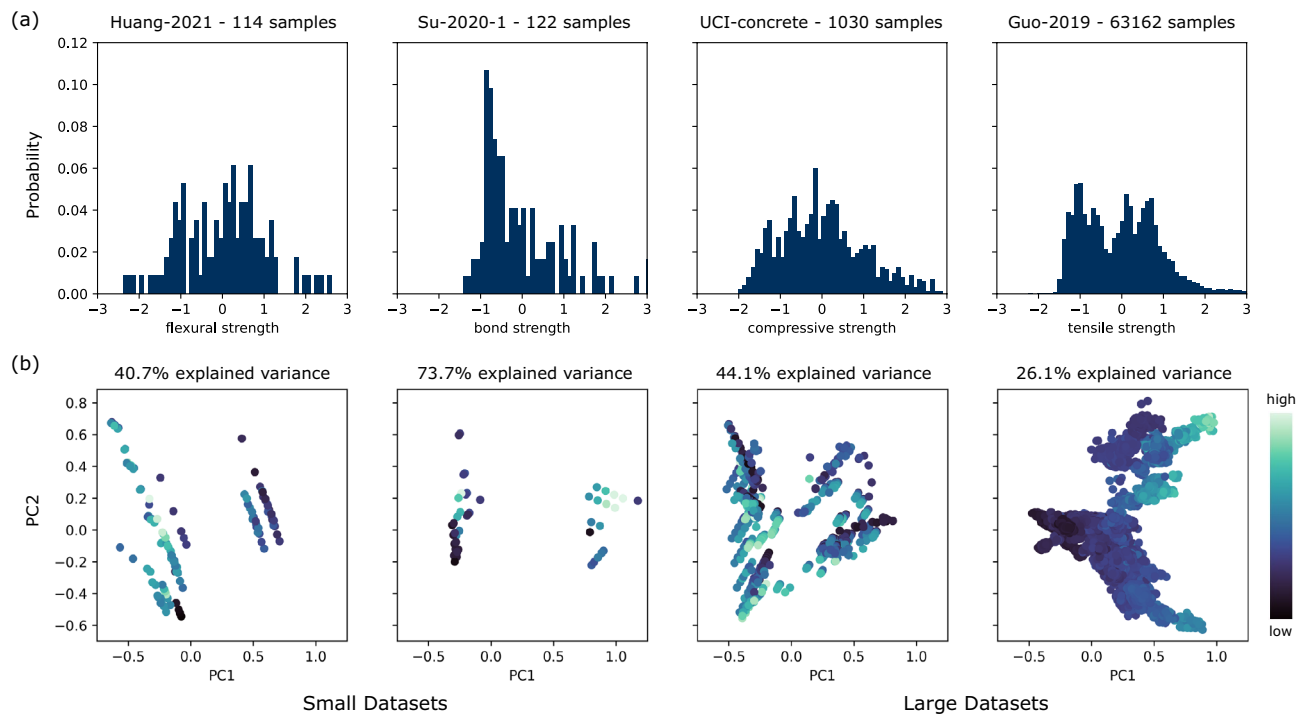 (a)
Huang-2021 - 114 samples
Su-2020-1 - 122 samples
UCI-concrete - 1030 samples
Guo-2019 - 63162 samples
Probability
0.12
0.10
0.08
0.06
0.04
0.02
0.00
−3 −2 −1 0 1 2 3
−3 −2 −1 0 1 2 3
−3 −2 −1 0 1 2 3
−3 −2 −1 0 1 2 3
flexural strength
bond strength
compressive strength
tensile strength
(b)
40.7% explained variance
73.7% explained variance
44.1% explained variance
26.1% explained variance
PC2
0.8
0.6
0.4
0.2
0.0
−0.2
−0.4
−0.6
high
low
−0.5 0.0 0.5 1.0
−0.5 0.0 0.5 1.0
−0.5 0.0 0.5 1.0
−0.5 0.0 0.5 1.0
PC1
PC1
PC1
PC1
Small Datasets
Large Datasets